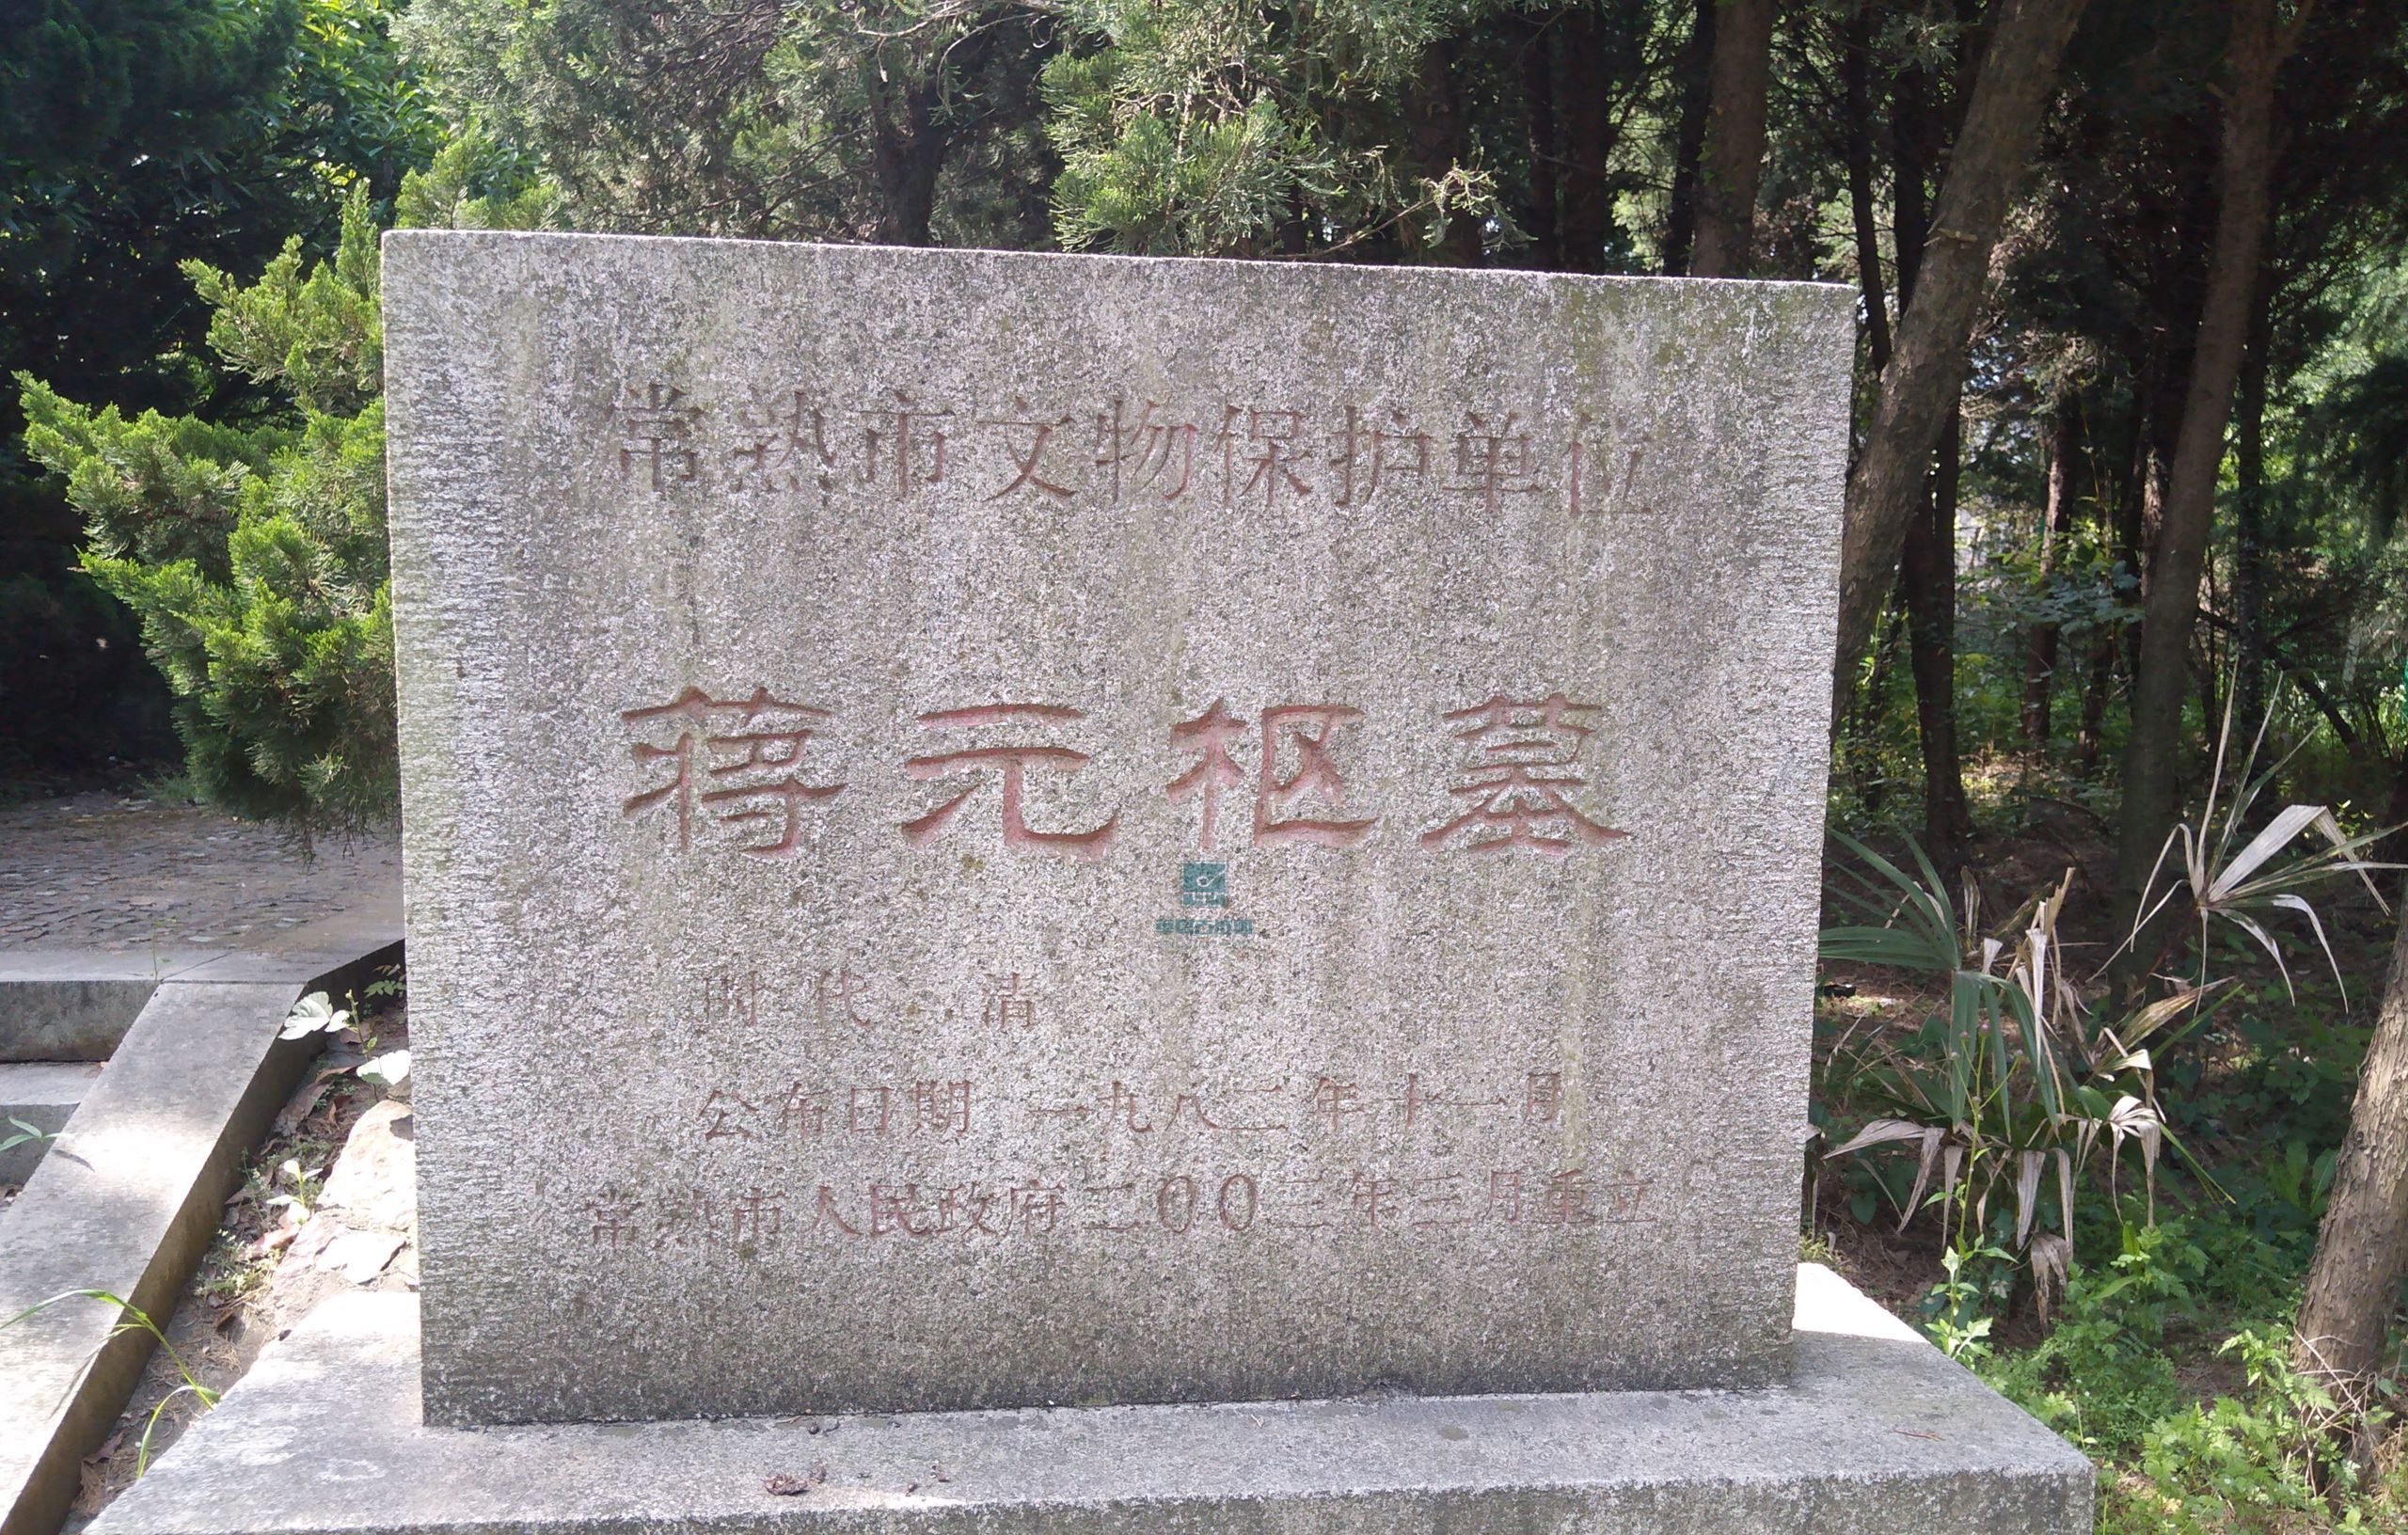 常熟市文物保护单位
蒋元枢墓
时代 清
公布日期 一九八二年十一月
常熟市人民政府二00三年三月重立